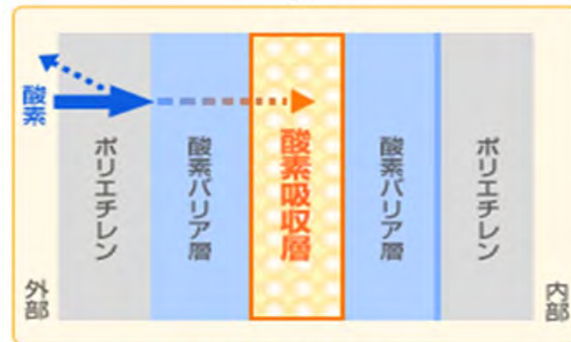 酸素
外部
ポリエチレン
酸素バリア層
酸素吸収層
酸素バリア層
ポリエチレン
内部